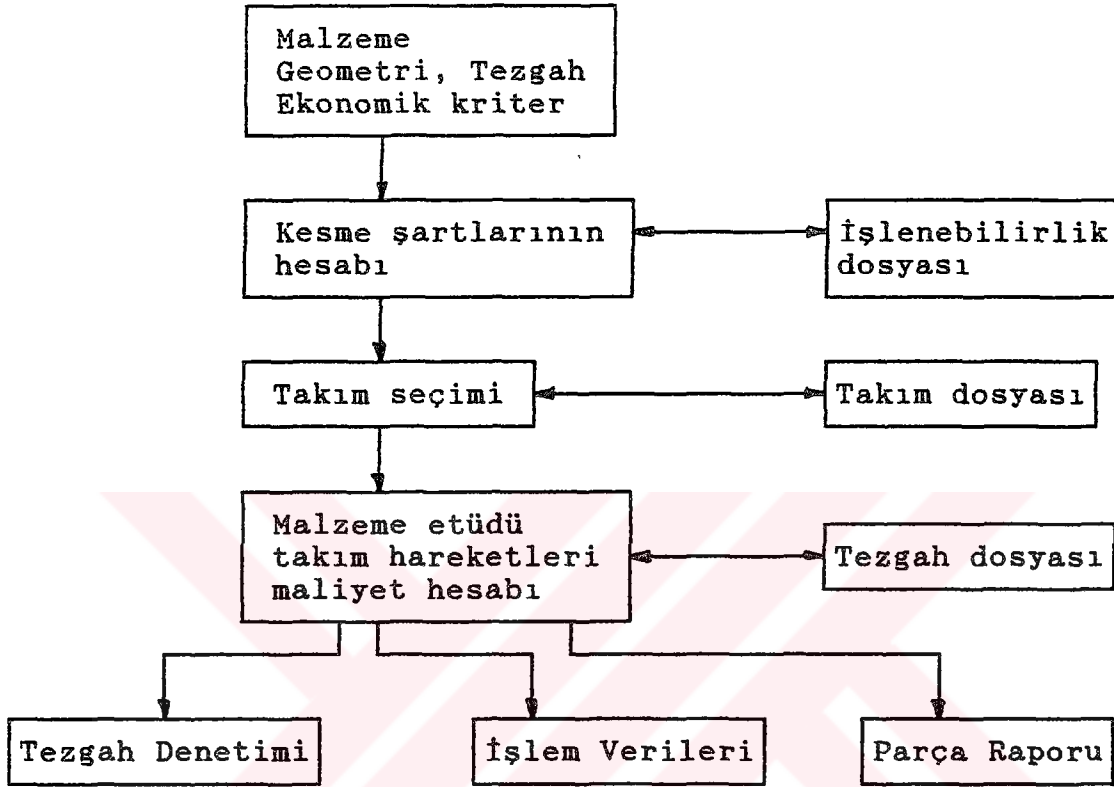 Malzeme
Geometri, Tezgah
Ekonomik kriter
Kesme şartlarının
hesabı
İşlenebilirlik
dosyası
Takım seçimi
Takım dosyası
Malzeme etüdü
takım hareketleri
maliyet hesabı
Tezgah dosyası
Tezgah Denetimi
İşlem Verileri
Parça Raporu